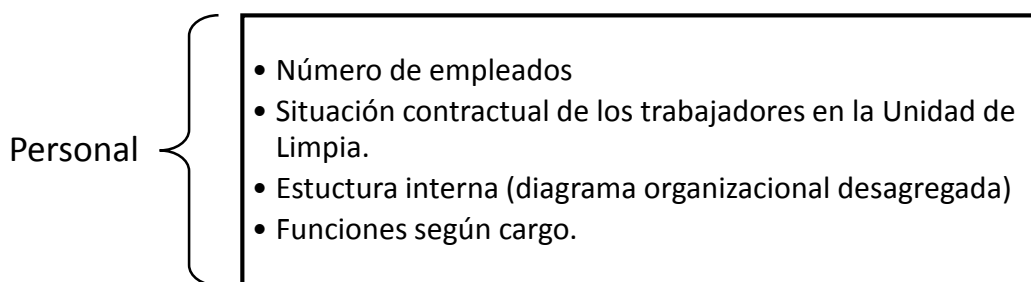 Personal
• Número de empleados
• Situación contractual de los trabajadores en la Unidad de
Limpia.
• Estuctura interna (diagrama organizacional desagregada)
• Funciones según cargo.